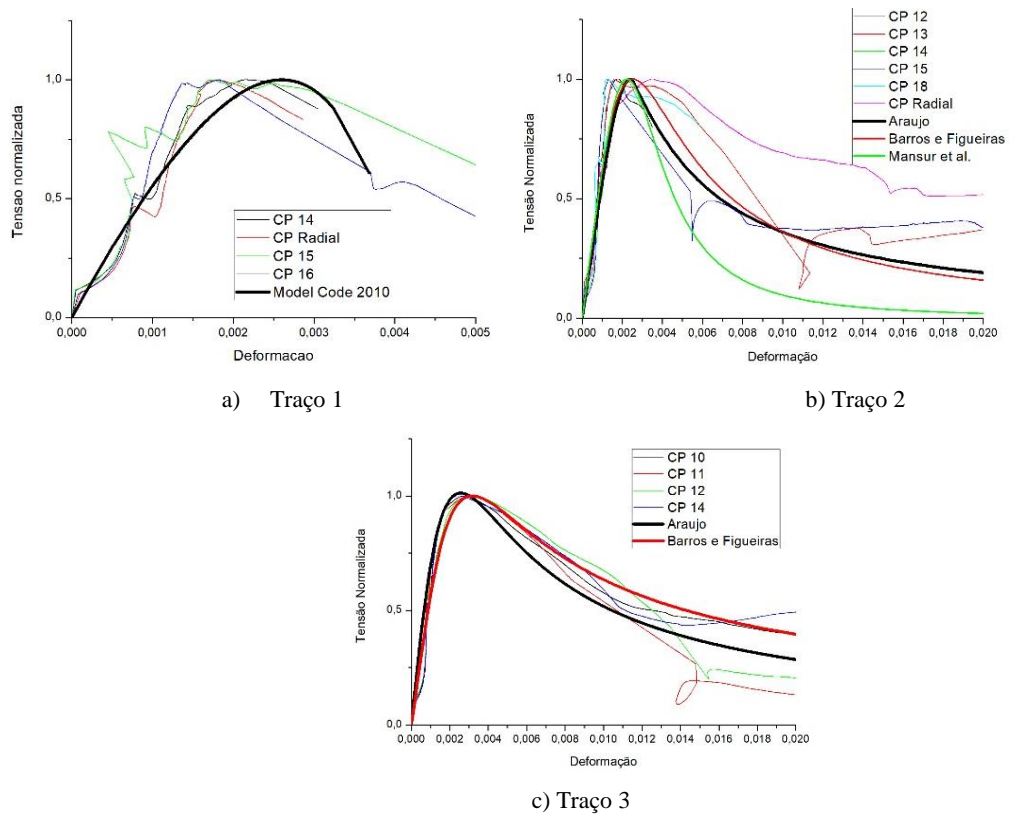 Tensao normalizada
1,0
0,5
0,0
CP 14
CP Radial
CP 15
CP 16
Model Code 2010
0,000 0,001 0,002 0,003 0,004 0,005
Deformacao
a) Traço 1
Tensão Normalizada
1,0
0,5
0,0
CP 12
CP 13
CP 14
CP 15
CP 18
CP Radial
Araujo
Barros e Figueiras
Mansur et al.
0,000 0,002 0,004 0,006 0,008 0,010 0,012 0,014 0,016 0,018 0,020
Deformação
b) Traço 2
Tensão Normalizada
1,0
0,5
0,0
CP 10
CP 11
CP 12
CP 14
Araujo
Barros e Figueiras
0,000 0,002 0,004 0,006 0,008 0,010 0,012 0,014 0,016 0,018 0,020
Deformação
c) Traço 3